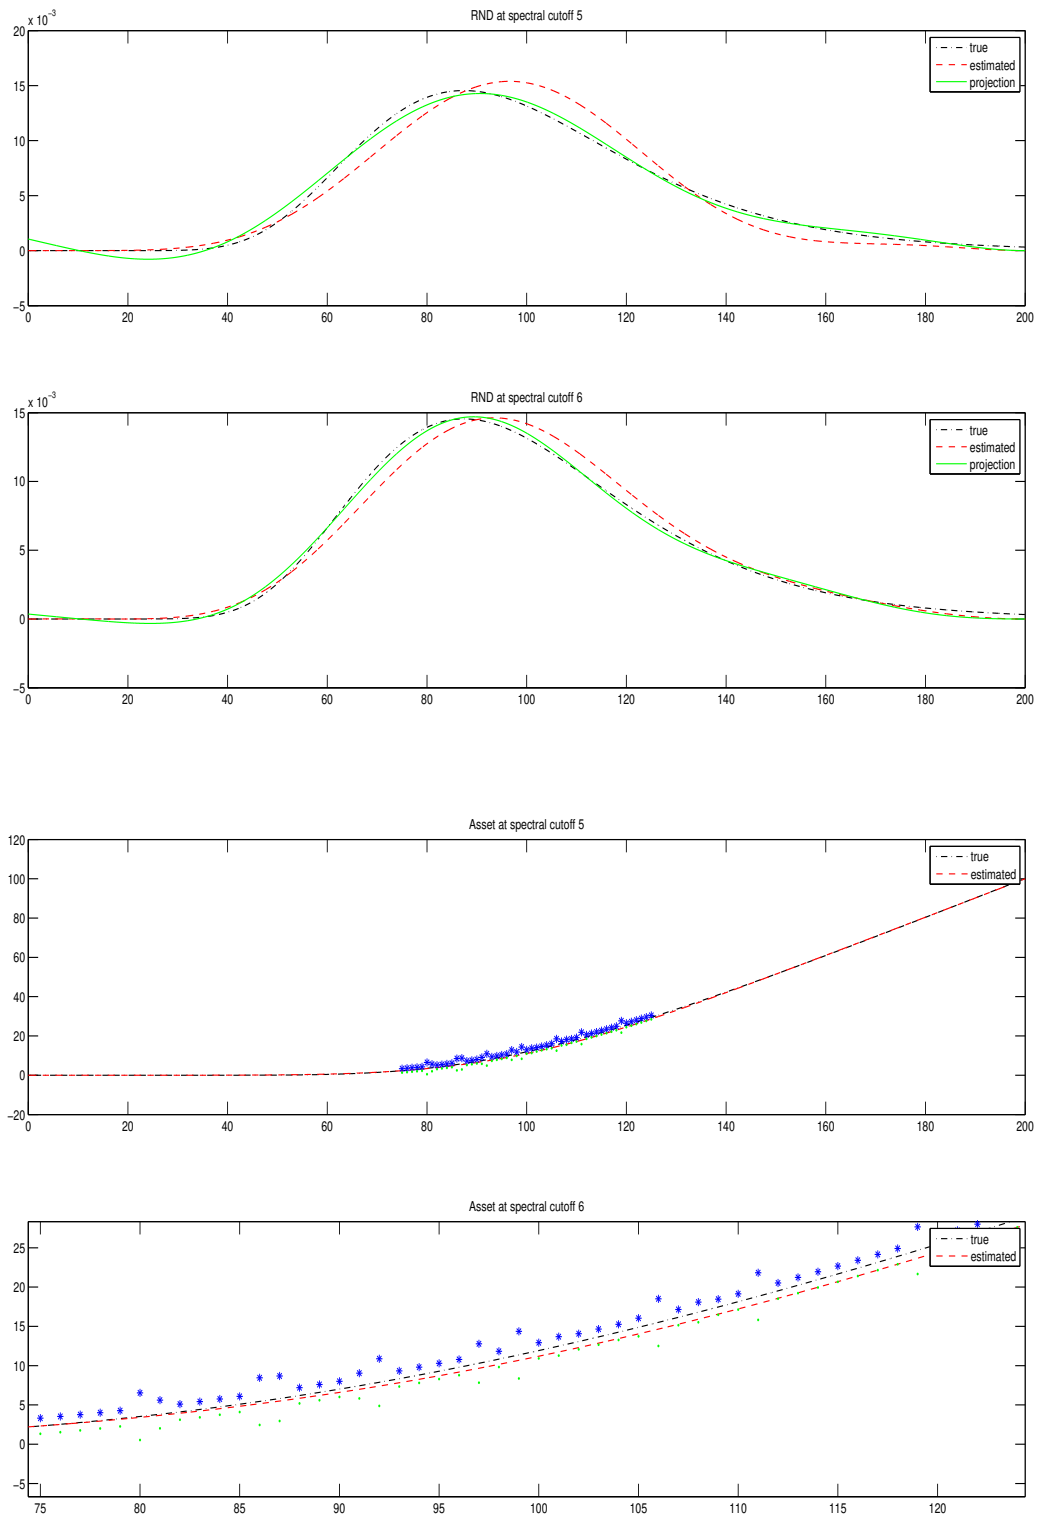 RND at spectral cutoff 5
x 10⁻³
20
15
10
5
0
−5
0 20 40 60 80 100 120 140 160 180 200
true
estimated
projection
RND at spectral cutoff 6
x 10⁻³
15
10
5
0
−5
0 20 40 60 80 100 120 140 160 180 200
true
estimated
projection
Asset at spectral cutoff 5
120
100
80
60
40
20
0
−20
0 20 40 60 80 100 120 140 160 180 200
true
estimated
Asset at spectral cutoff 6
25
20
15
10
5
0
−5
75 80 85 90 95 100 105 110 115 120
true
estimated